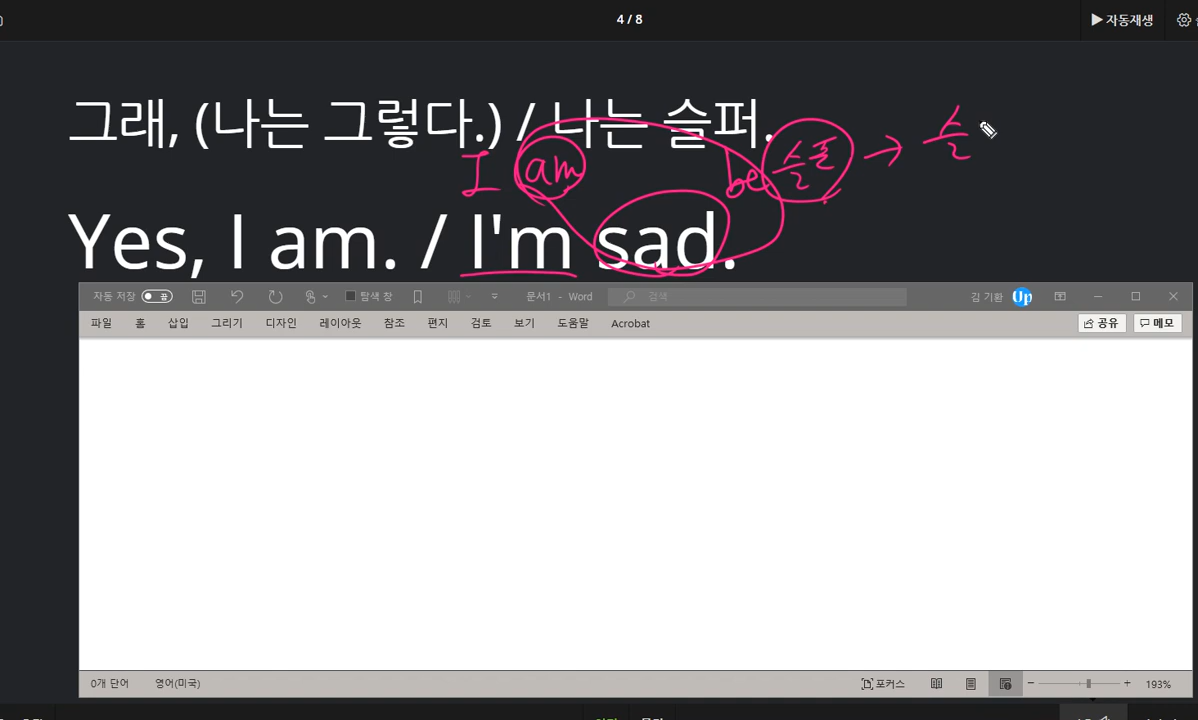 4 / 8
자동재생
그래, (나는 그렇다.) / 나는 슬퍼.
I am be 슬픈 → 슬
Yes, I am. / I'm sad.
자동 저장 끔 탐색 창 문서1 - Word 검색 김 기환 Up
파일 홈 삽입 그리기 디자인 레이아웃 참조 편지 검토 보기 도움말 Acrobat 공유 메모
0개 단어 영어(미국) 포커스 193%